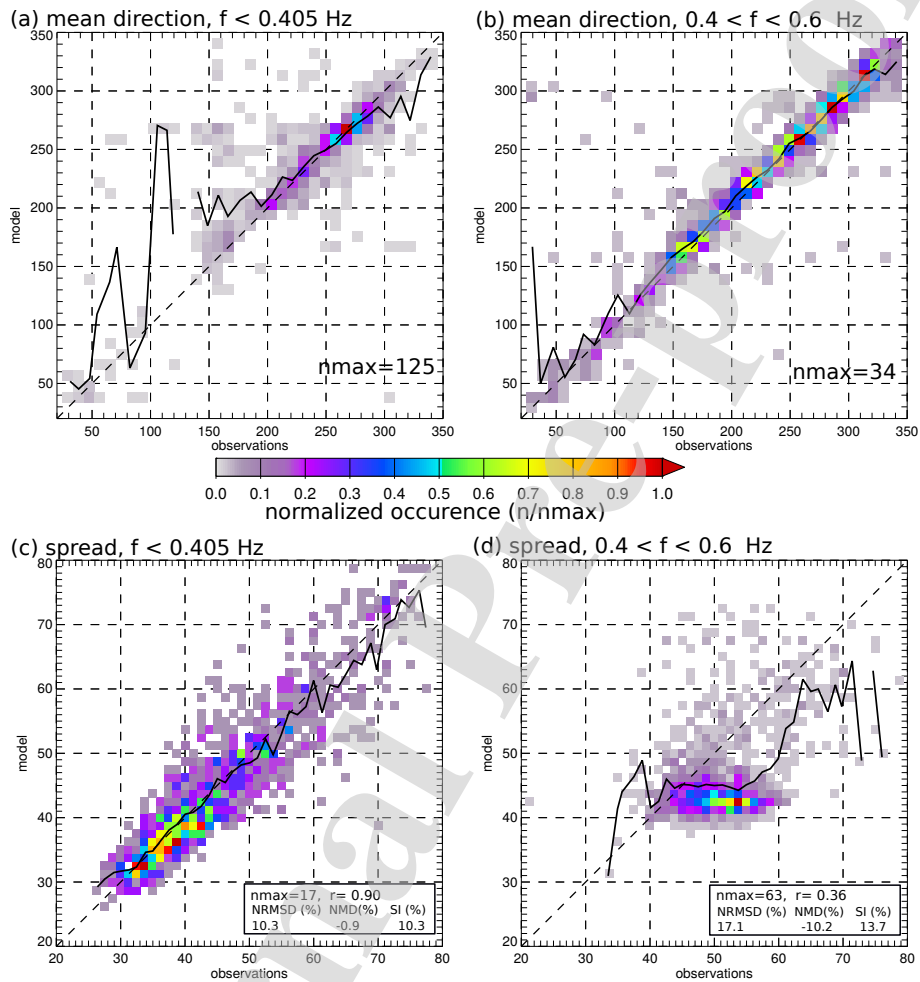 (a) mean direction, f < 0.405 Hz
(b) mean direction, 0.4 < f < 0.6 Hz
350
300
250
200
150
100
50
model
nmax=125
50 100 150 200 250 300 350
observations
350
300
250
200
150
100
50
model
nmax=34
50 100 150 200 250 300 350
observations
0.0 0.1 0.2 0.3 0.4 0.5 0.6 0.7 0.8 0.9 1.0
normalized occurence (n/nmax)
(c) spread, f < 0.405 Hz
(d) spread, 0.4 < f < 0.6 Hz
80
70
60
50
40
30
20
model
nmax=17, r= 0.90
NRMSD (%) NMD(%) SI (%)
10.3 -0.9 10.3
20 30 40 50 60 70 80
observations
80
70
60
50
40
30
20
model
nmax=63, r= 0.36
NRMSD (%) NMD(%) SI (%)
17.1 -10.2 13.7
20 30 40 50 60 70 80
observations
nal Pre-proo